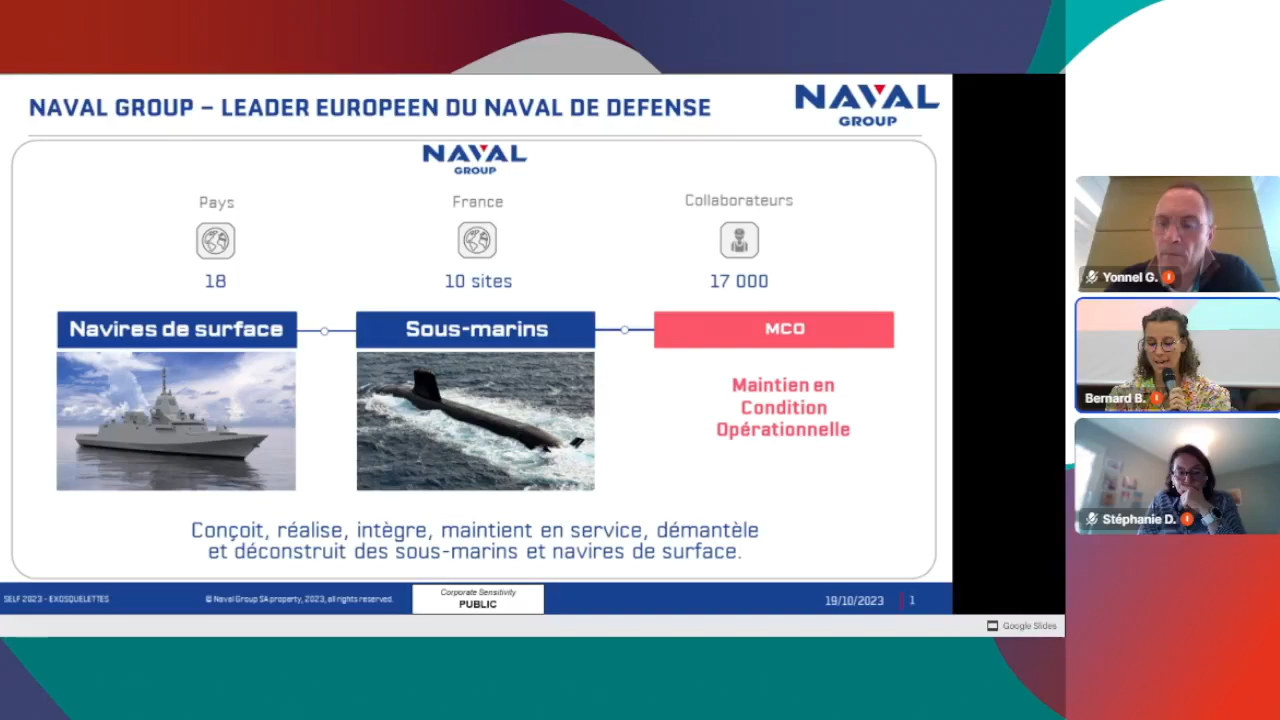 NAVAL GROUP – LEADER EUROPEEN DU NAVAL DE DEFENSE
NAVAL
GROUP
NAVAL
GROUP
Pays
France
Collaborateurs
18
10 sites
17 000
Navires de surface
Sous-marins
MCO
Maintien en
Condition
Opérationnelle
Conçoit, réalise, intègre, maintient en service, démantèle
et déconstruit des sous-marins et navires de surface.
SELF 2023 - EXOSQUELETTES
© Naval Group SA property, 2023, all rights reserved.
Corporate Sensitivity
PUBLIC
19/10/2023
1
Google Slides
Yonnel G.
Bernard B.
Stéphanie D.